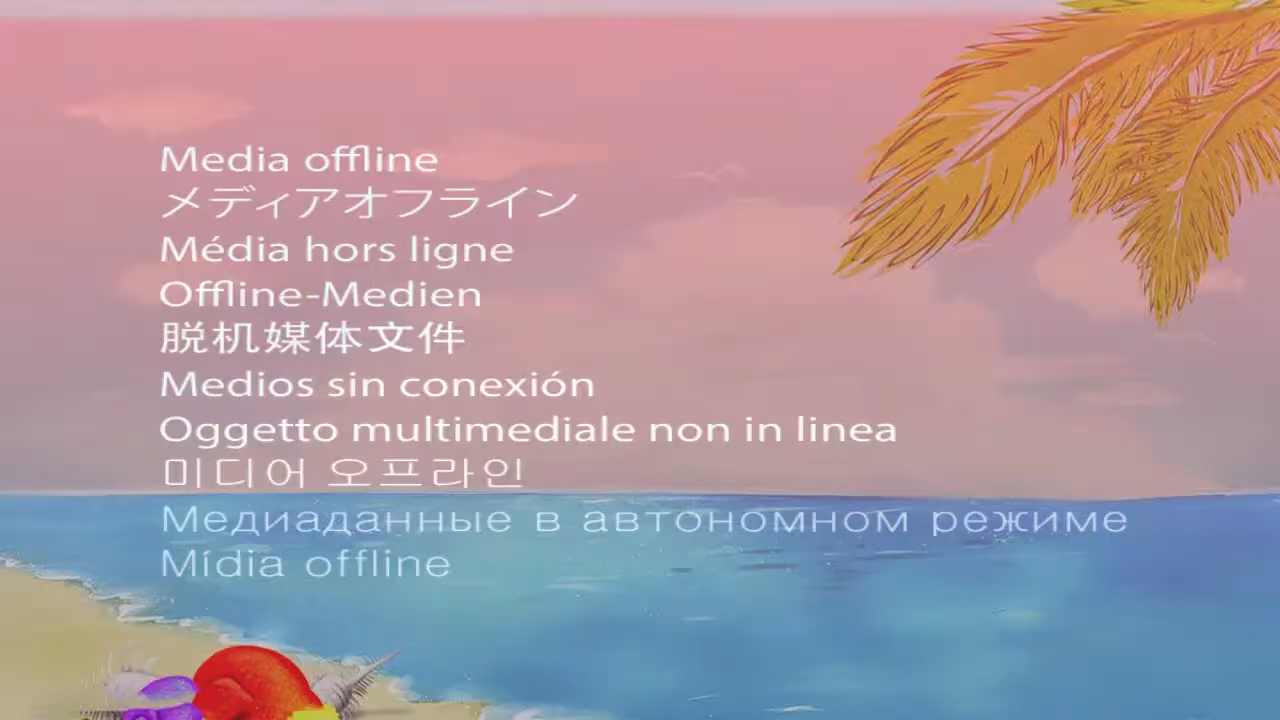 Media offline
メディアオフライン
Média hors ligne
Offline-Medien
脱机媒体文件
Medios sin conexión
Oggetto multimediale non in linea
미디어 오프라인
Медиаданные в автономном режиме
Mídia offline